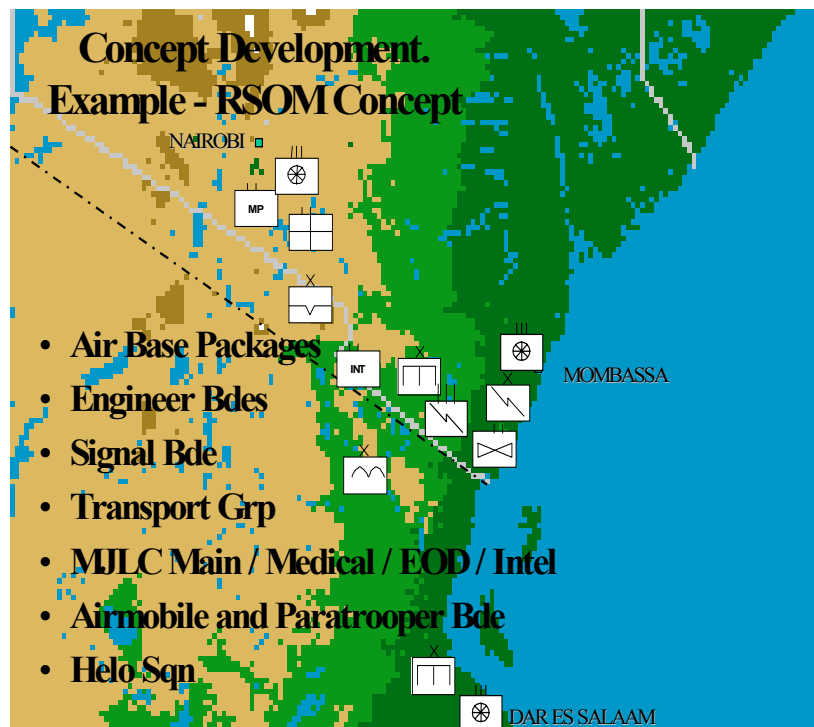 Concept Development.
Example - RSOM Concept
NAIROBI
MP
• Air Base Packages
INT
MOMBASSA
• Engineer Bdes
• Signal Bde
• Transport Grp
• MJLC Main / Medical / EOD / Intel
• Airmobile and Paratrooper Bde
• Helo Sqn
DAR ES SALAAM